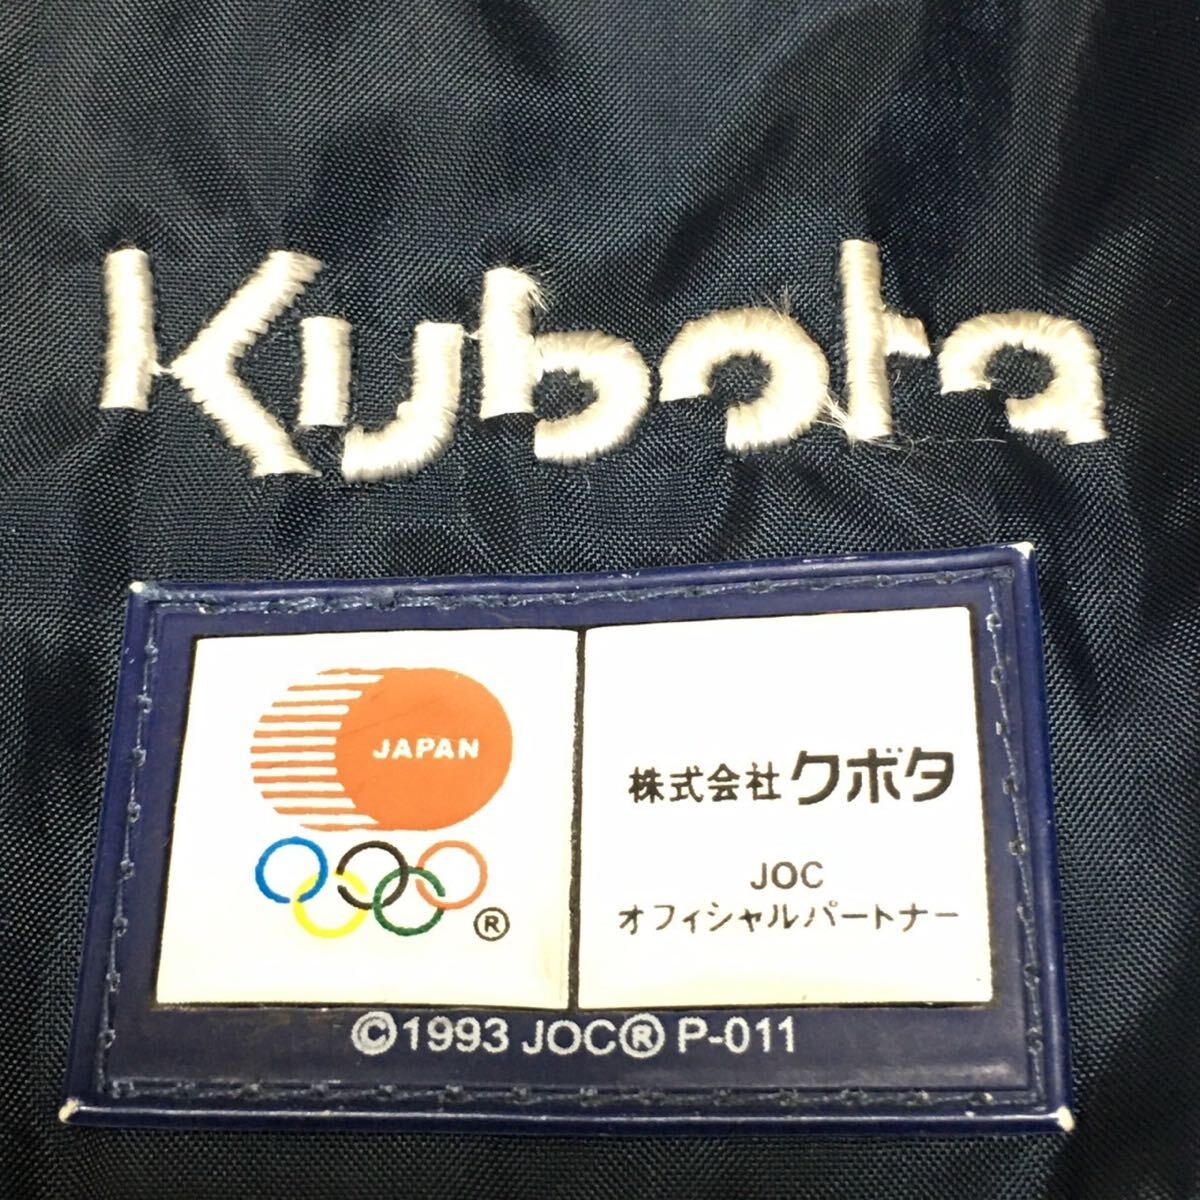 Kubota
JAPAN
®
株式会社クボタ
JOC
オフィシャルパートナー
©1993 JOC® P-011